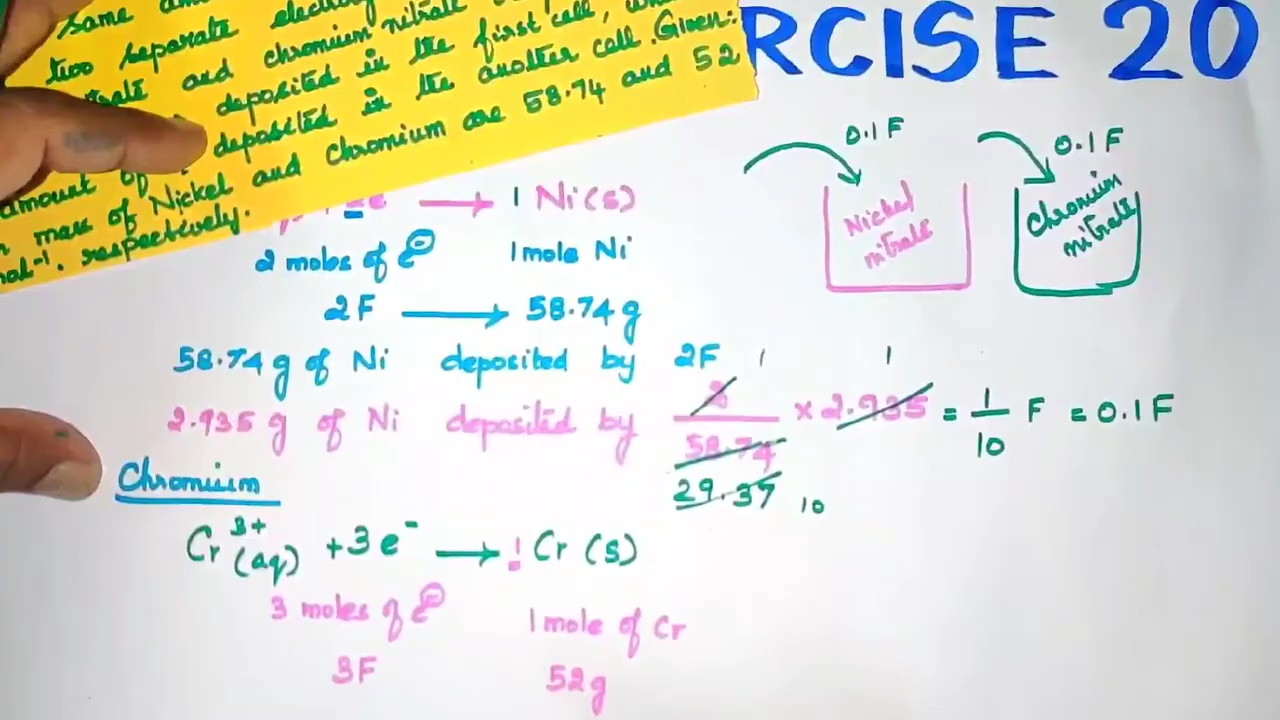 same
two separate
and chromium nitrate
deposited in the first cell,
amount of deposited in the another cell. Given:
mass of Nickel and chromium are 58.74 and 52
respectively.
RCISE 20
0.1 F
0.1 F
Nickel
nitrate
Chromium
nitrate
→ 1 Ni(s)
2 moles of e⊖ 1 mole Ni
2F → 58.74 g
58.74 g of Ni deposited by 2F
1 1
2.935 g of Ni deposited by 2/58.74 × 2.935 = 1/10 F = 0.1 F
29.37 10
Chromium
Cr³⁺(aq) + 3e⁻ → 1 Cr (s)
3 moles of e⊖ 1 mole of Cr
3F 52g